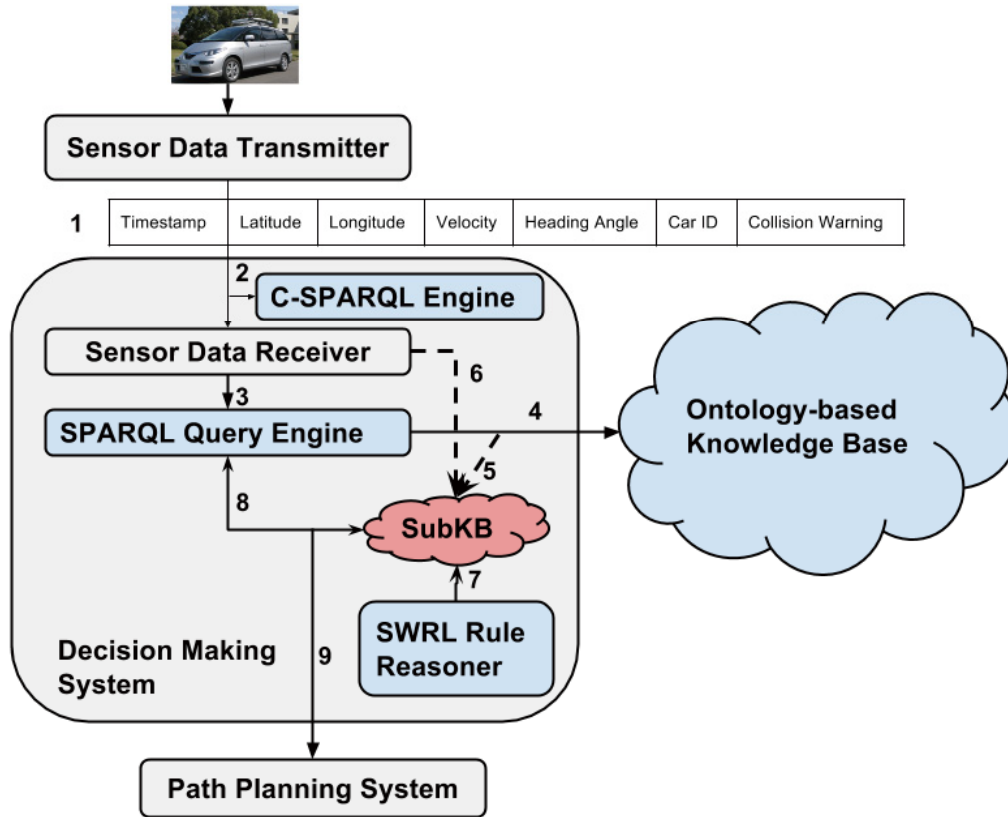 Sensor Data Transmitter
1
Timestamp Latitude Longitude Velocity Heading Angle Car ID Collision Warning
2
C-SPARQL Engine
Sensor Data Receiver
6
3
4
SPARQL Query Engine
Ontology-based
Knowledge Base
5
8
SubKB
7
SWRL Rule
Reasoner
Decision Making
System
9
Path Planning System